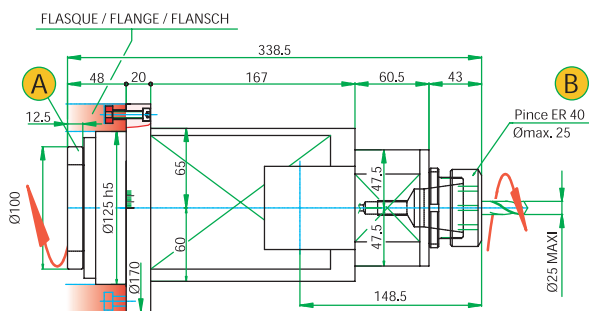 FLASQUE / FLANGE / FLANSCH
338.5
48
20
167
60.5
43
A
B
12.5
Pince ER 40
Ømax. 25
Ø100
Ø125 h5
Ø170
65
60
47.5
47.5
Ø25 MAXI
148.5